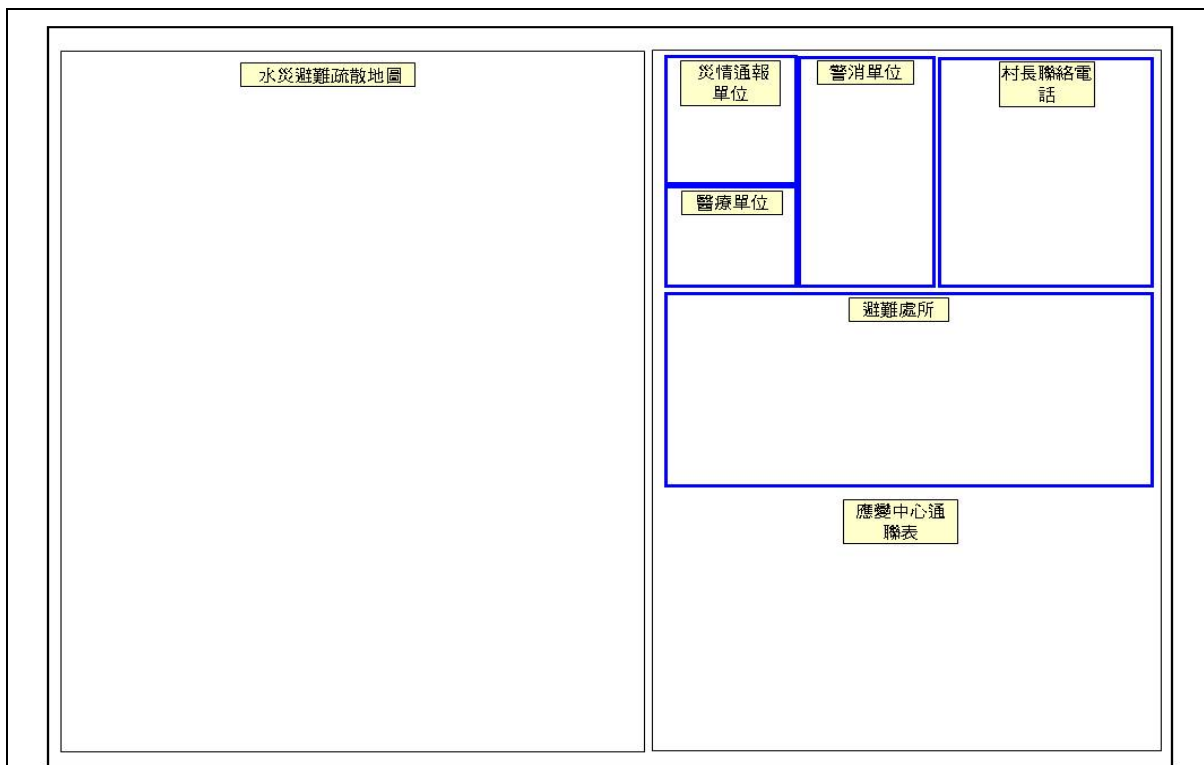 水災避難疏散地圖
災情通報
單位
警消單位
村長聯絡電
話
醫療單位
避難處所
應變中心通
聯表